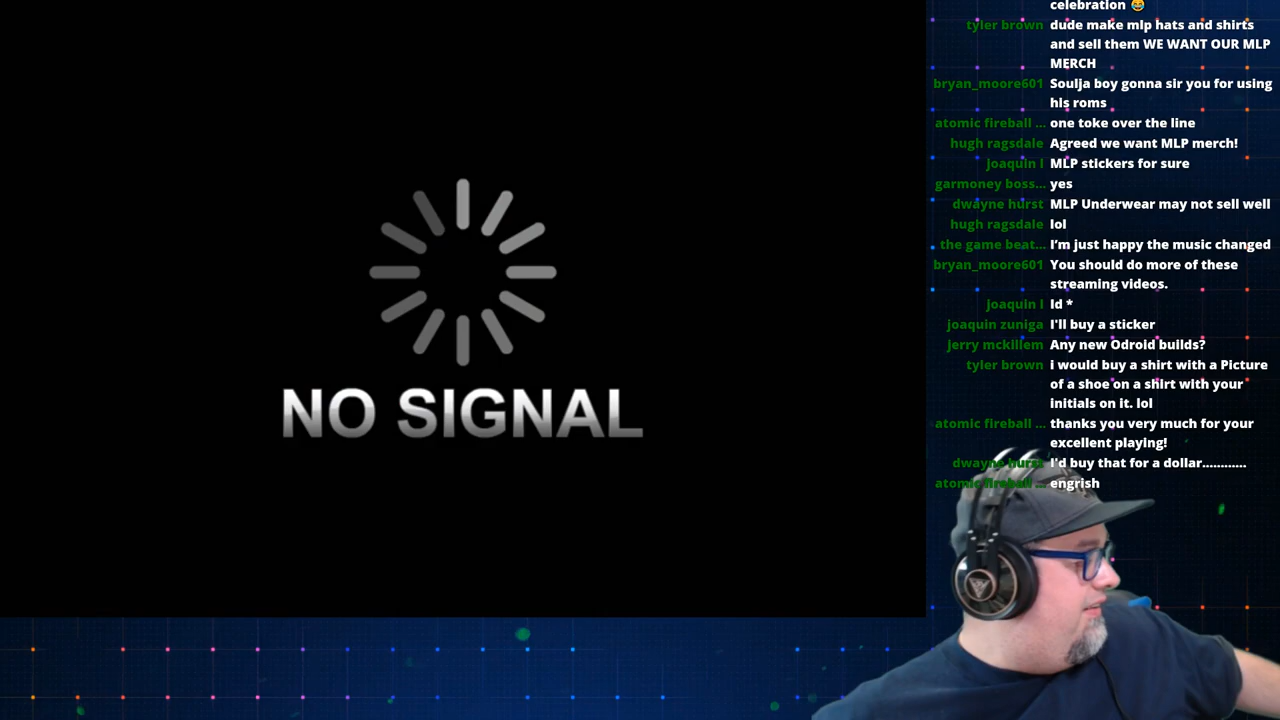 celebration 😂
tyler brown dude make mlp hats and shirts
and sell them WE WANT OUR MLP
MERCH
bryan_moore601 Soulja boy gonna sir you for using
his roms
atomic fireball ... one toke over the line
hugh ragsdale Agreed we want MLP merch!
joaquin l MLP stickers for sure
garmoney boss... yes
dwayne hurst MLP Underwear may not sell well
hugh ragsdale lol
the game beat... I'm just happy the music changed
bryan_moore601 You should do more of these
streaming videos.
joaquin l Id *
joaquin zuniga I'll buy a sticker
jerry mckillem Any new Odroid builds?
tyler brown i would buy a shirt with a Picture
of a shoe on a shirt with your
initials on it. lol
atomic fireball ... thanks you very much for your
excellent playing!
dwayne hurst I'd buy that for a dollar............
atomic fireball ... engrish
NO SIGNAL